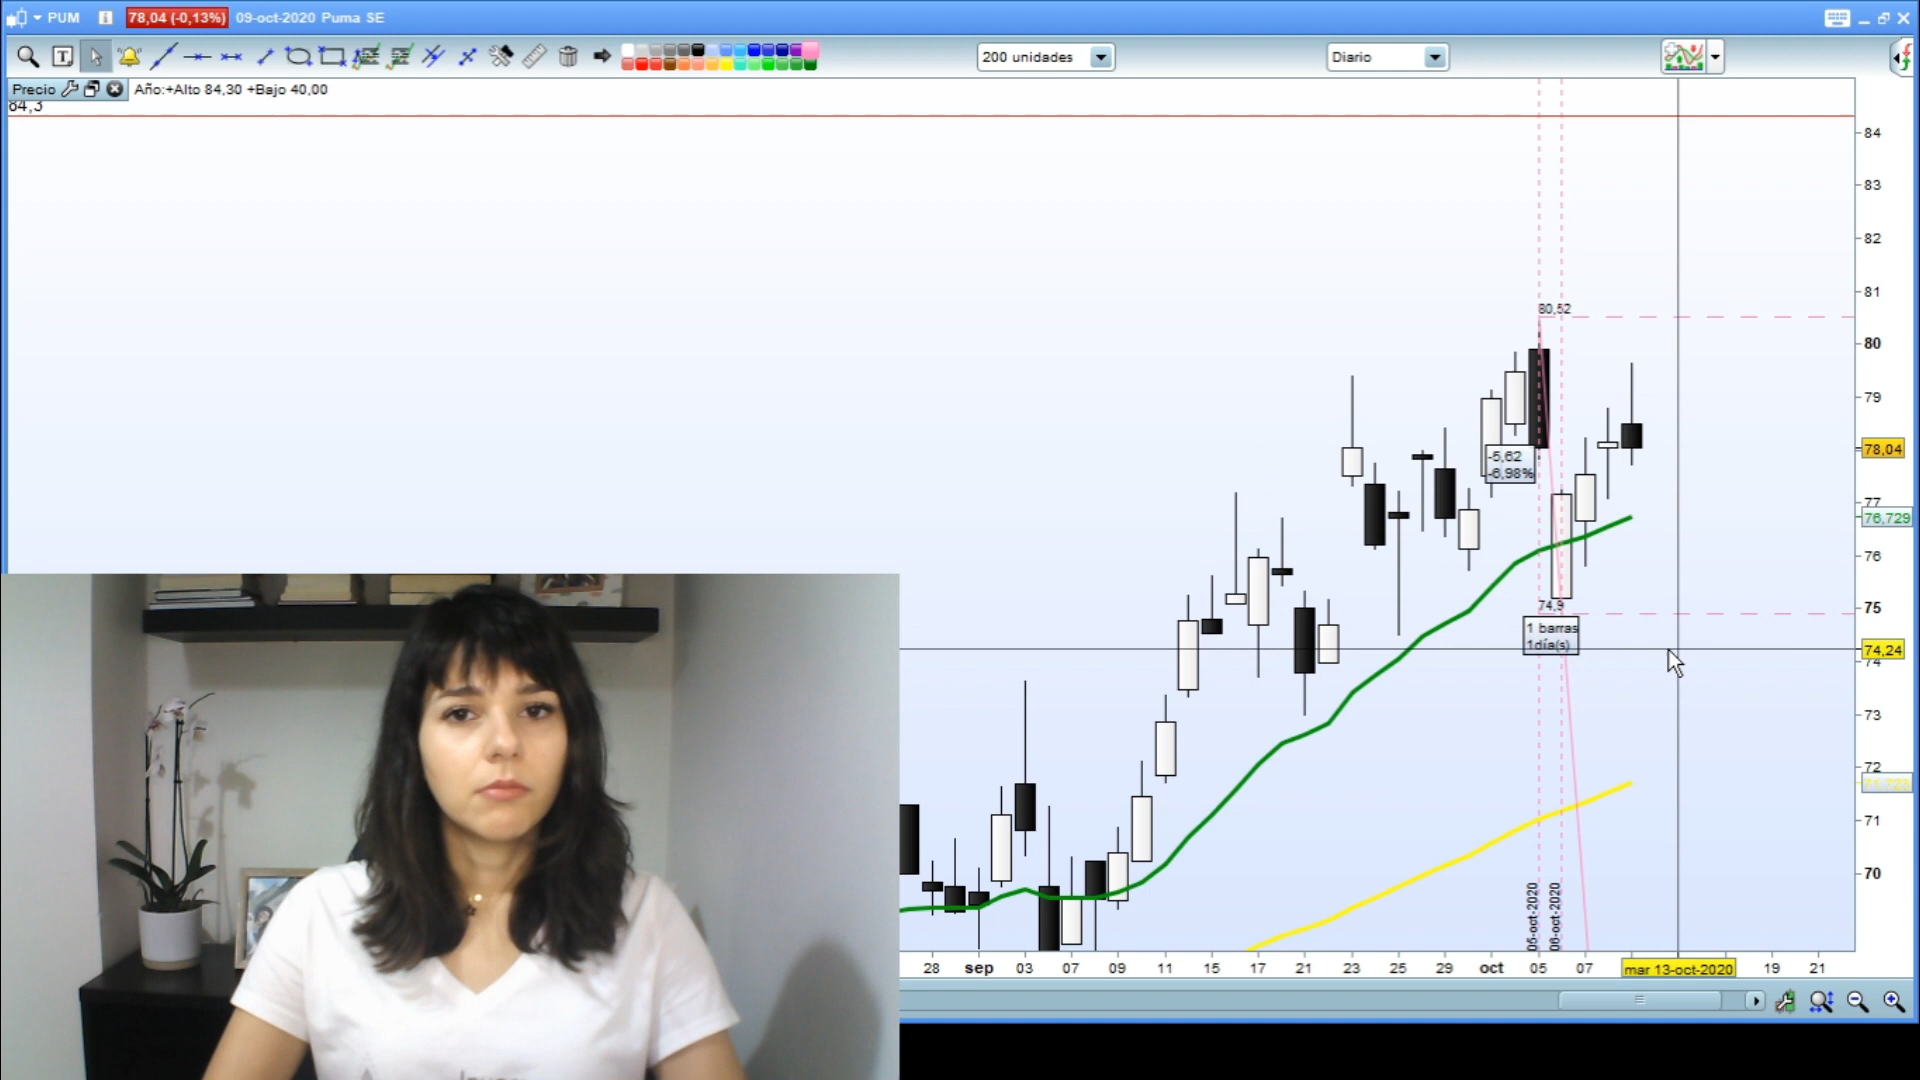 PUM 78,04 (-0,13%) 09-oct-2020 Puma SE
200 unidades
Diario
Precio Año:+Alto 84,30 +Bajo 40,00
84,3
84
83
82
81
80,52
80
79
78,04
-5,62
-6,98%
77
76,729
76
74,9
75
1 barras
1día(s)
74,24
74
73
72
71
70
05-oct-2020
06-oct-2020
28 sep 03 07 09 11 15 17 21 23 25 29 oct 05 07 mar 13-oct-2020 19 21